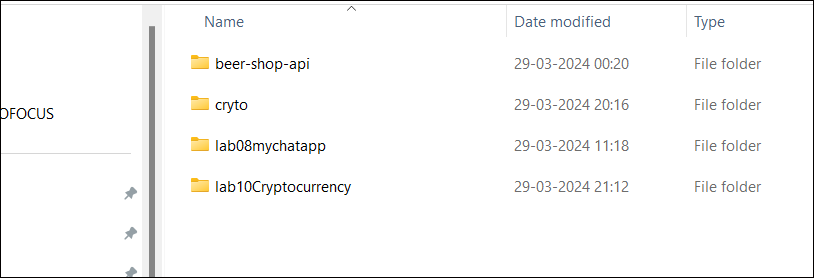 Name Date modified Type
beer-shop-api 29-03-2024 00:20 File folder
OFOCUS
cryto 29-03-2024 20:16 File folder
lab08mychatapp 29-03-2024 11:18 File folder
lab10Cryptocurrency 29-03-2024 21:12 File folder